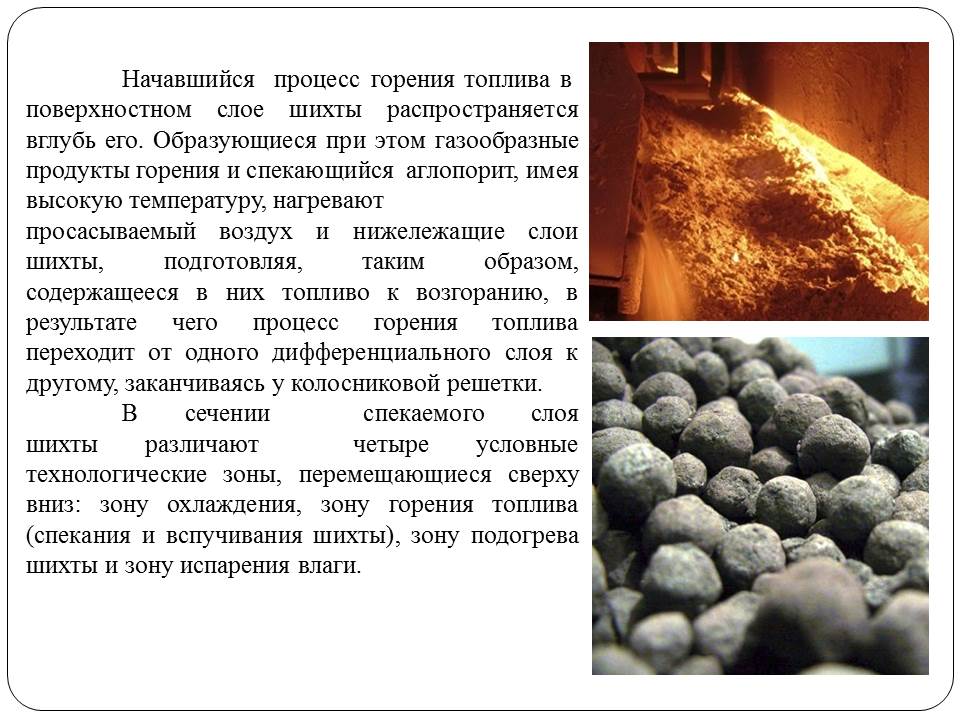 Начавшийся процесс горения топлива в
поверхностном слое шихты распространяется
вглубь его. Образующиеся при этом газообразные
продукты горения и спекающийся аглопорит, имея
высокую температуру, нагревают
просасываемый воздух и нижележащие слои
шихты, подготовляя, таким образом,
содержащееся в них топливо к возгоранию, в
результате чего процесс горения топлива
переходит от одного дифференциального слоя к
другому, заканчиваясь у колосниковой решетки.
В сечении спекаемого слоя
шихты различают четыре условные
технологические зоны, перемещающиеся сверху
вниз: зону охлаждения, зону горения топлива
(спекания и вспучивания шихты), зону подогрева
шихты и зону испарения влаги.